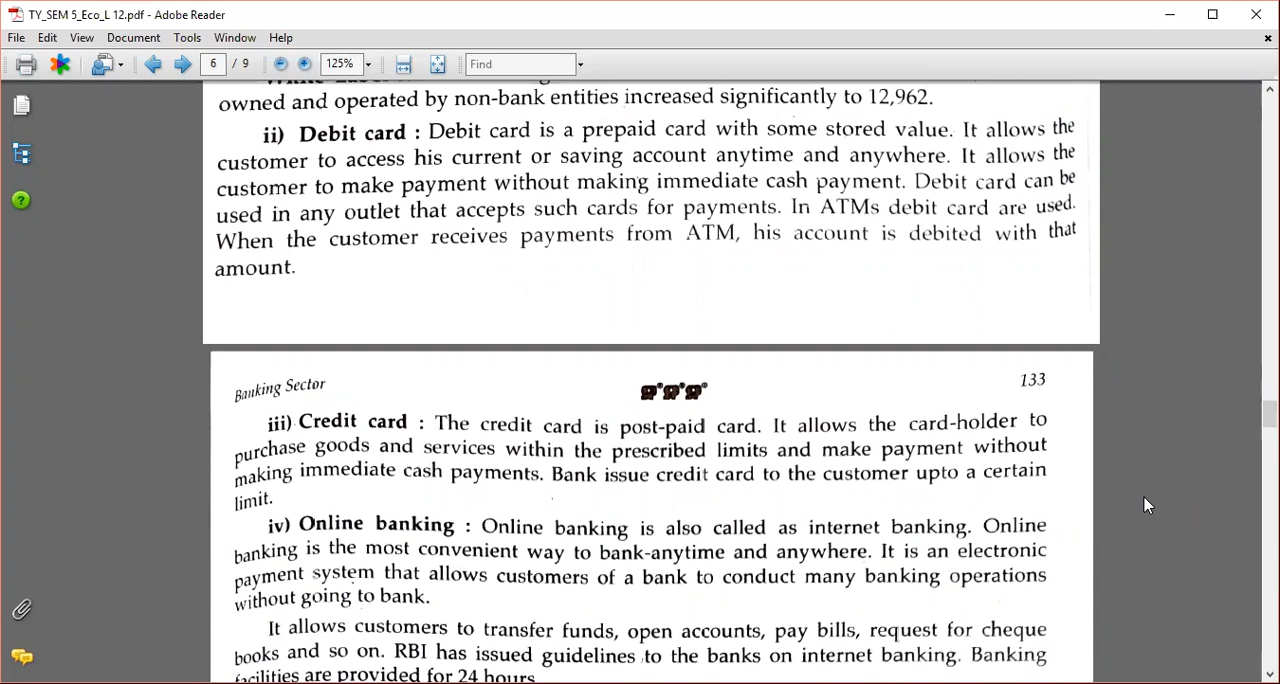 TY_SEM 5_Eco_L 12.pdf - Adobe Reader
File Edit View Document Tools Window Help
6 / 9 125% Find
owned and operated by non-bank entities increased significantly to 12,962.
ii) Debit card : Debit card is a prepaid card with some stored value. It allows the
customer to access his current or saving account anytime and anywhere. It allows the
customer to make payment without making immediate cash payment. Debit card can be
used in any outlet that accepts such cards for payments. In ATMs debit card are used.
When the customer receives payments from ATM, his account is debited with that
amount.
Banking Sector 133
iii) Credit card : The credit card is post-paid card. It allows the card-holder to
purchase goods and services within the prescribed limits and make payment without
making immediate cash payments. Bank issue credit card to the customer upto a certain
limit.
iv) Online banking : Online banking is also called as internet banking. Online
banking is the most convenient way to bank-anytime and anywhere. It is an electronic
payment system that allows customers of a bank to conduct many banking operations
without going to bank.
It allows customers to transfer funds, open accounts, pay bills, request for cheque
books and so on. RBI has issued guidelines to the banks on internet banking. Banking
facilities are provided for 24 hours